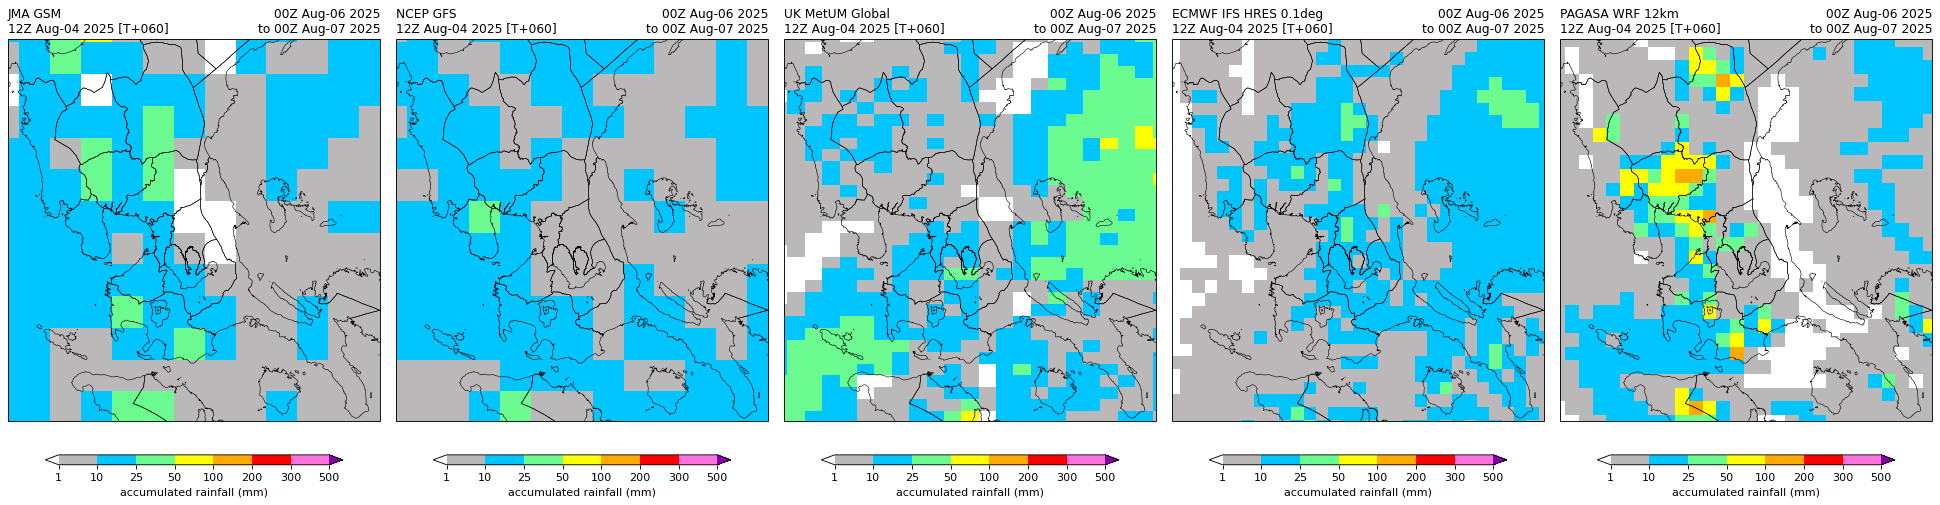 JMA GSM
00Z Aug-06 2025
12Z Aug-04 2025 [T+060]
to 00Z Aug-07 2025
1 10 25 50 100 200 300 500
accumulated rainfall (mm)
NCEP GFS
00Z Aug-06 2025
12Z Aug-04 2025 [T+060]
to 00Z Aug-07 2025
1 10 25 50 100 200 300 500
accumulated rainfall (mm)
UK MetUM Global
00Z Aug-06 2025
12Z Aug-04 2025 [T+060]
to 00Z Aug-07 2025
1 10 25 50 100 200 300 500
accumulated rainfall (mm)
ECMWF IFS HRES 0.1deg
00Z Aug-06 2025
12Z Aug-04 2025 [T+060]
to 00Z Aug-07 2025
1 10 25 50 100 200 300 500
accumulated rainfall (mm)
PAGASA WRF 12km
00Z Aug-06 2025
12Z Aug-04 2025 [T+060]
to 00Z Aug-07 2025
1 10 25 50 100 200 300 500
accumulated rainfall (mm)